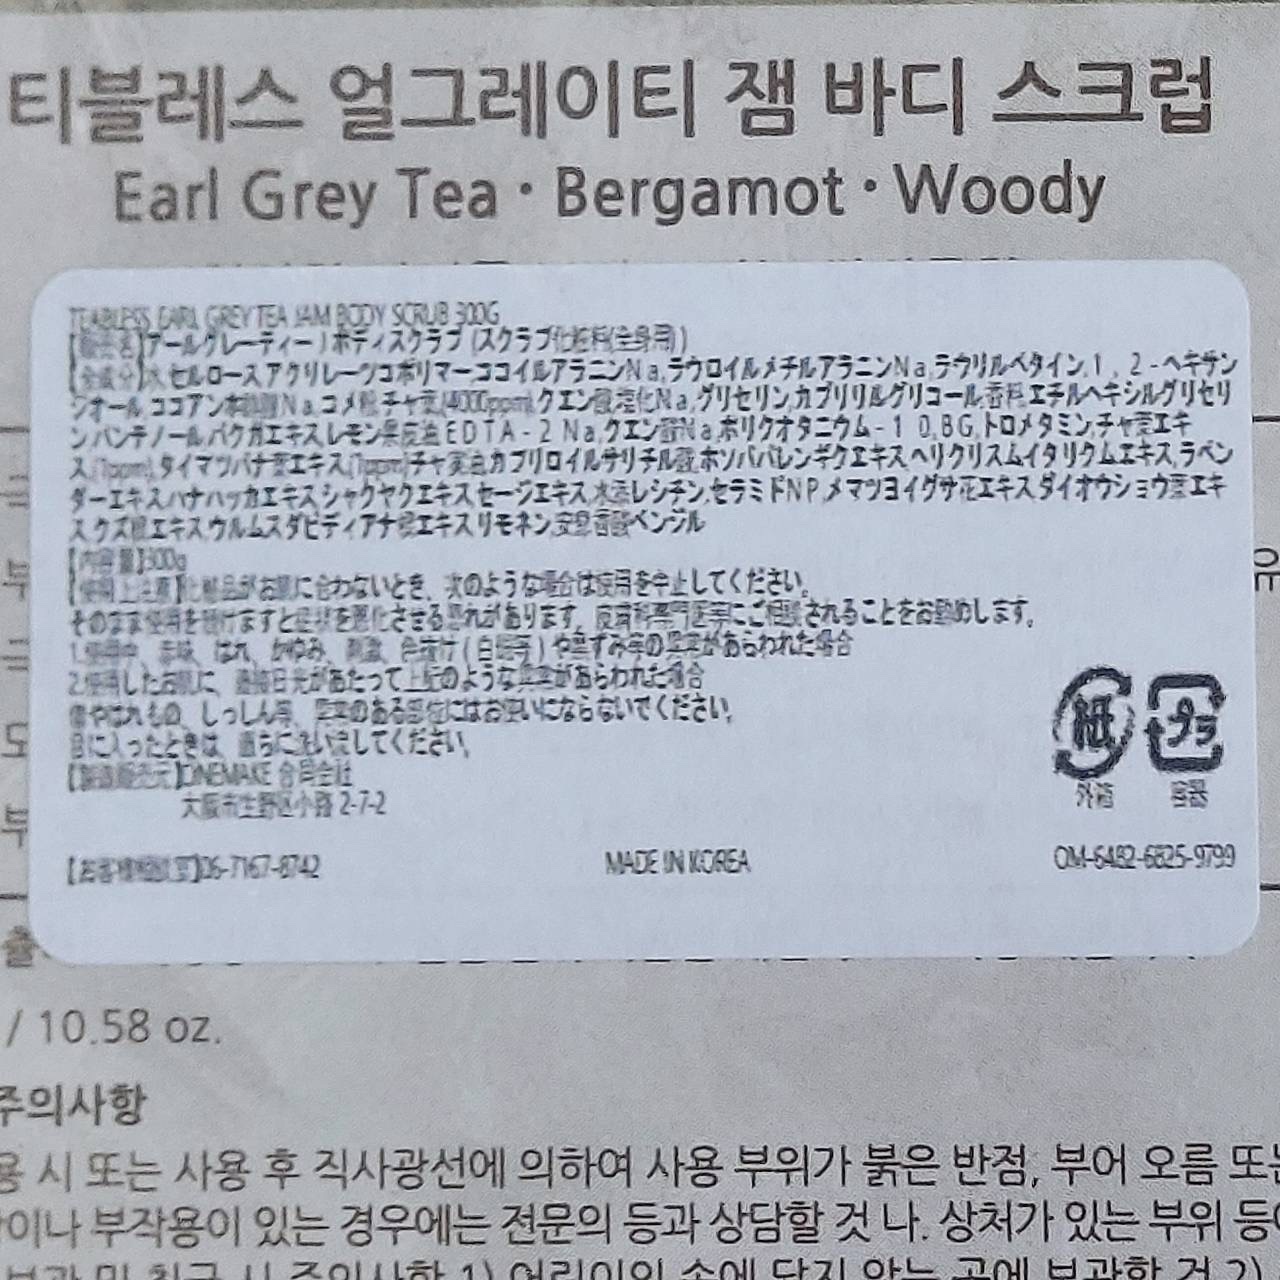 티블레스 얼그레이티 잼 바디 스크럽
Earl Grey Tea · Bergamot · Woody
TEABLESS EARL GREY TEA JAM BODY SCRUB 300G
【販売名】アールグレーティー J ボディスクラブ (スクラブ化粧料(全身用))
【全成分】水,セルロース,アクリレーツコポリマー,ココイルアラニンNa,ラウロイルメチルアラニンNa,ラウリルベタイン,1,2-ヘキサン
ジオール,ココアンホ酢酸Na,コメ粉,チャ葉(4000ppm),クエン酸,塩化Na,グリセリン,カプリリルグリコール,香料,エチルヘキシルグリセリ
ン,パンテノール,バクガエキス,レモン果皮油,EDTA-2Na,クエン酸Na,ポリクオタニウム-10,BG,トロメタミン,チャ葉エキ
ス(1ppm),タイマツバナ葉エキス(1ppm)チャ実油,カプリロイルサリチル酸,ホソババレンギクエキス,ヘリクリスムイタリクムエキス,ラベン
ダーエキス,ハナハッカエキス,シャクヤクエキス,セージエキス,水添レシチン,セラミドNP,メマツヨイグサ花エキス,ダイオウショウ葉エキ
ス,クズ根エキス,ウルムスダビディアナ根エキス,リモネン,安息香酸ベンジル
【内容量】300g
【使用上注意】化粧品がお肌に合わないとき、次のような場合は使用を中止してください。
そのまま使用を続けますと症状を悪化させる恐れがあります。皮膚科専門医等にご相談されることをお勧めします。
1.使用中、赤味、はれ、かゆみ、刺激、色抜け(白斑等)や黒ずみ等の異常があらわれた場合
2.使用したお肌に、直接日光があたって上記のような異常があらわれた場合
傷やはれもの、しっしん等、異常のある部位にはお使いにならないでください。
目に入ったときは、直ちに洗い流してください。
【製造販売元】ONEMAKE 合同会社
大阪市生野区小路 2-7-2
紙 プラ
外箱 容器
【お客様相談室】06-7167-8742 MADE IN KOREA OM-6482-6825-9799
/ 10.58 oz.
주의사항
용 시 또는 사용 후 직사광선에 의하여 사용 부위가 붉은 반점, 부어 오름 또는
이나 부작용이 있는 경우에는 전문의 등과 상담할 것 나. 상처가 있는 부위 등에